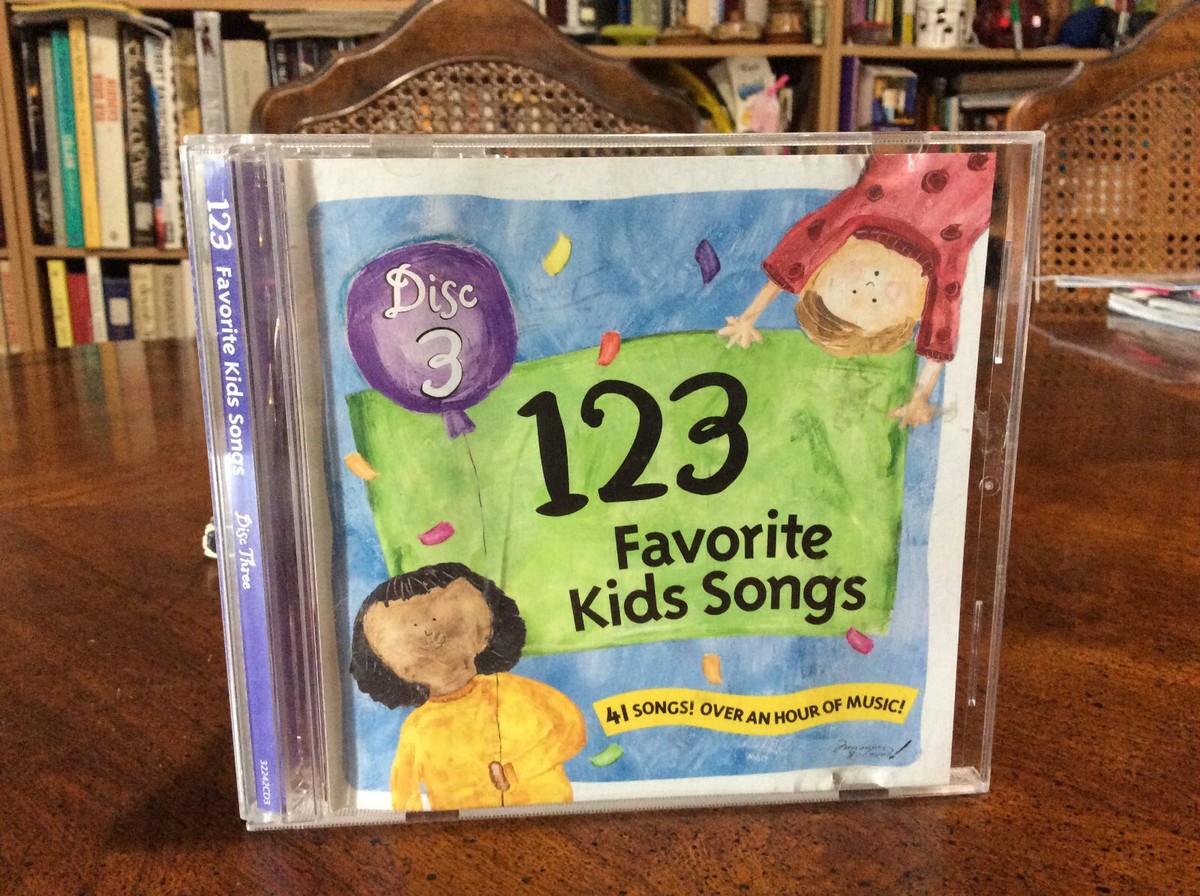 123 Favorite Kids Songs Disc Three
32242CD3
Disc
3
123
Favorite
Kids Songs
41 SONGS! OVER AN HOUR OF MUSIC!